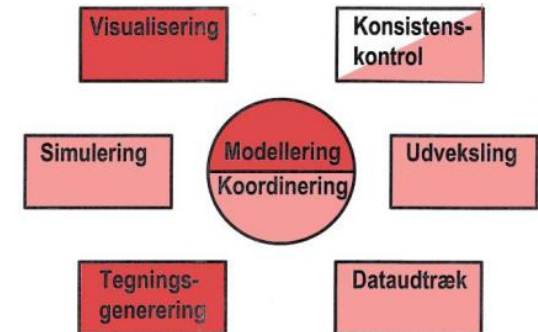 Visualisering
Konsistens-
kontrol
Simulering
Modellering
Koordinering
Udveksling
Tegnings-
generering
Dataudtræk